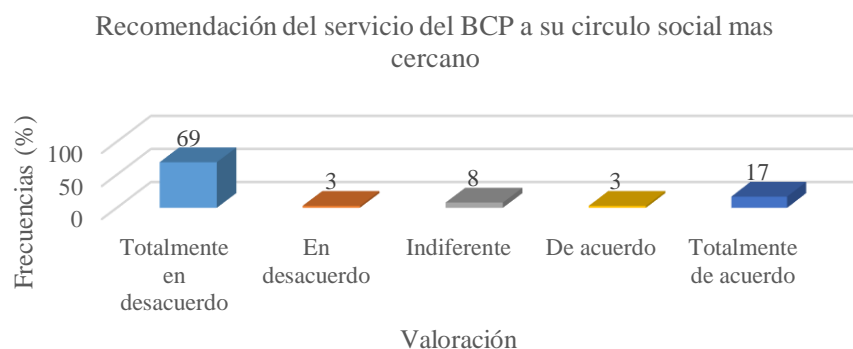 Recomendación del servicio del BCP a su circulo social mas
cercano
Frecuencias (%)
100
50
0
69
3
8
3
17
Totalmente
en
desacuerdo
En
desacuerdo
Indiferente
De acuerdo
Totalmente
de acuerdo
Valoración